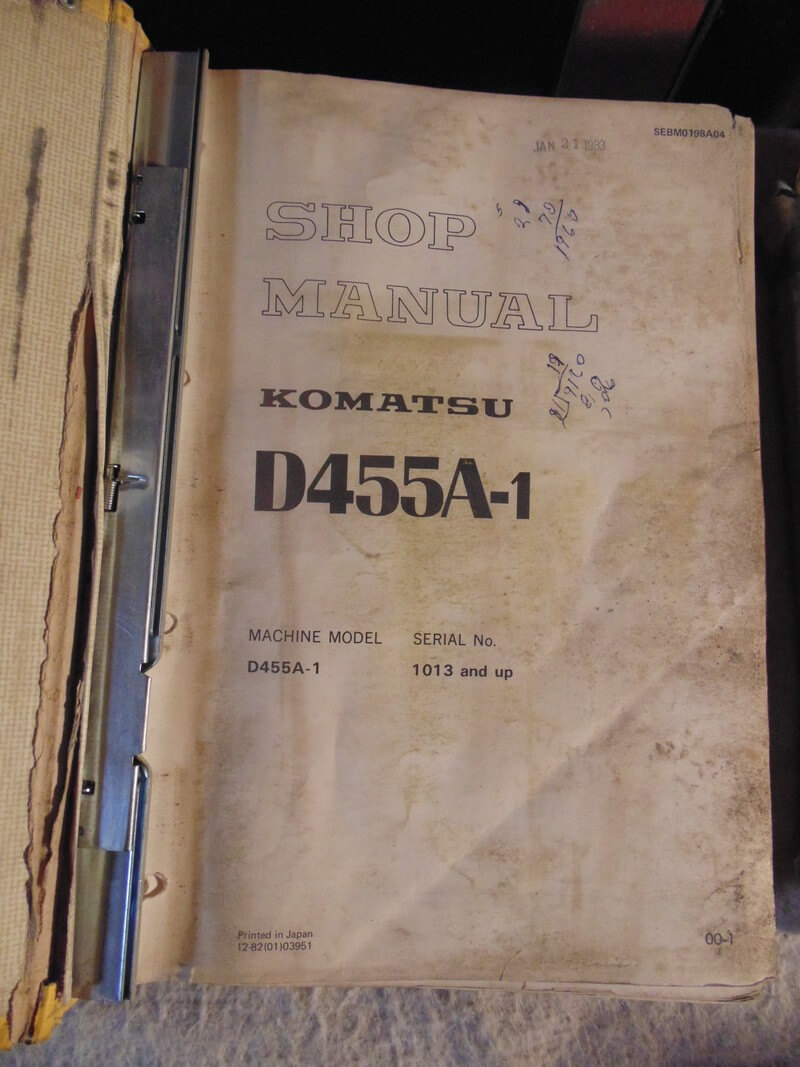 SEBM0198A04
JAN 21 1983
SHOP
MANUAL
KOMATSU
D455A-1
MACHINE MODEL SERIAL No.
D455A-1 1013 and up
Printed in Japan
12-82(01)03951
00-1